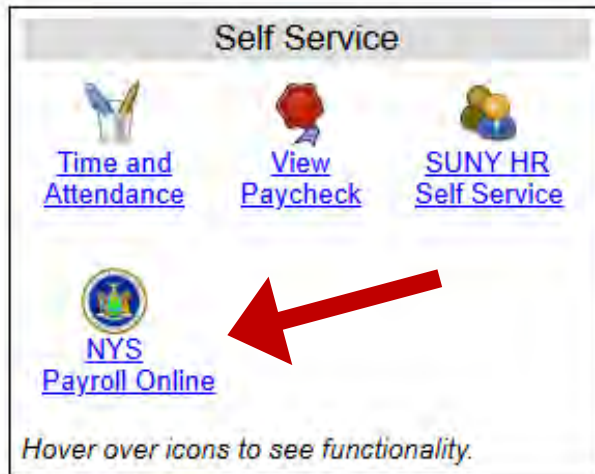 Self Service
Time and Attendance
View Paycheck
SUNY HR Self Service
NYS Payroll Online
Hover over icons to see functionality.